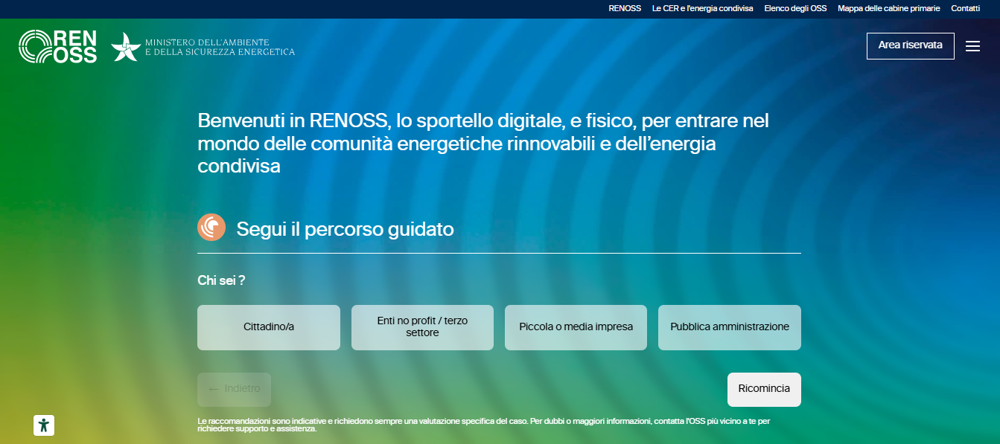 RENOSS Le CER e l'energia condivisa Elenco degli OSS Mappa delle cabine primarie Contatti
REN
OSS
MINISTERO DELL'AMBIENTE
E DELLA SICUREZZA ENERGETICA
Area riservata
Benvenuti in RENOSS, lo sportello digitale, e fisico, per entrare nel
mondo delle comunità energetiche rinnovabili e dell’energia
condivisa
Segui il percorso guidato
Chi sei ?
Cittadino/a
Enti no profit / terzo
settore
Piccola o media impresa
Pubblica amministrazione
← Indietro
Ricomincia
Le raccomandazioni sono indicative e richiedono sempre una valutazione specifica del caso. Per dubbi o maggiori informazioni, contatta l'OSS più vicino a te per
richiedere supporto e assistenza.